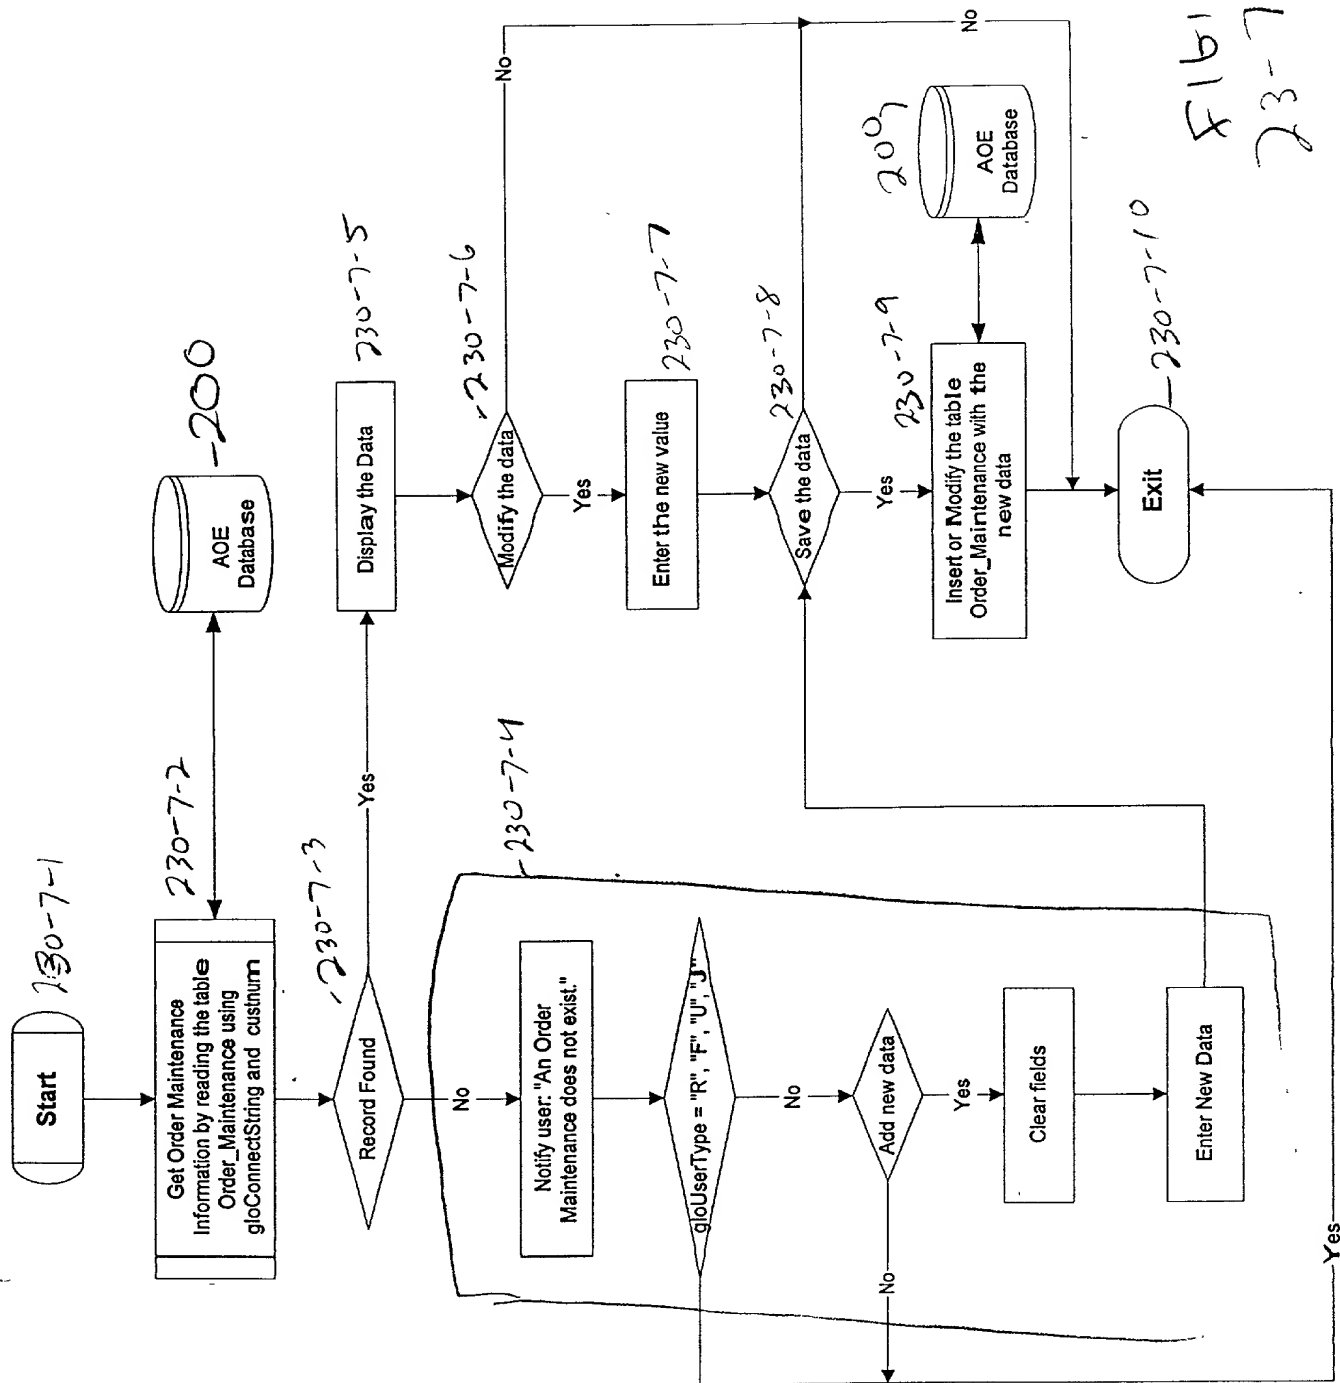 Start
230-7-1
Get Order Maintenance
Information by reading the table
Order_Maintenance using
gloConnectString and custnum
230-7-2
AOE
Database
200
Record Found
230-7-3
Yes
Display the Data
230-7-5
No
230-7-4
Notify user: "An Order
Maintenance does not exist."
Modify the data
230-7-6
No
Yes
gloUserType = "R", "F", "U", "J"
Enter the new value
230-7-7
No
Add new data
No
Save the data
230-7-8
No
Yes
Yes
Clear fields
Insert or Modify the table
Order_Maintenance with the
new data
230-7-9
AOE
Database
200
Enter New Data
Exit
230-7-10
Yes
23-7